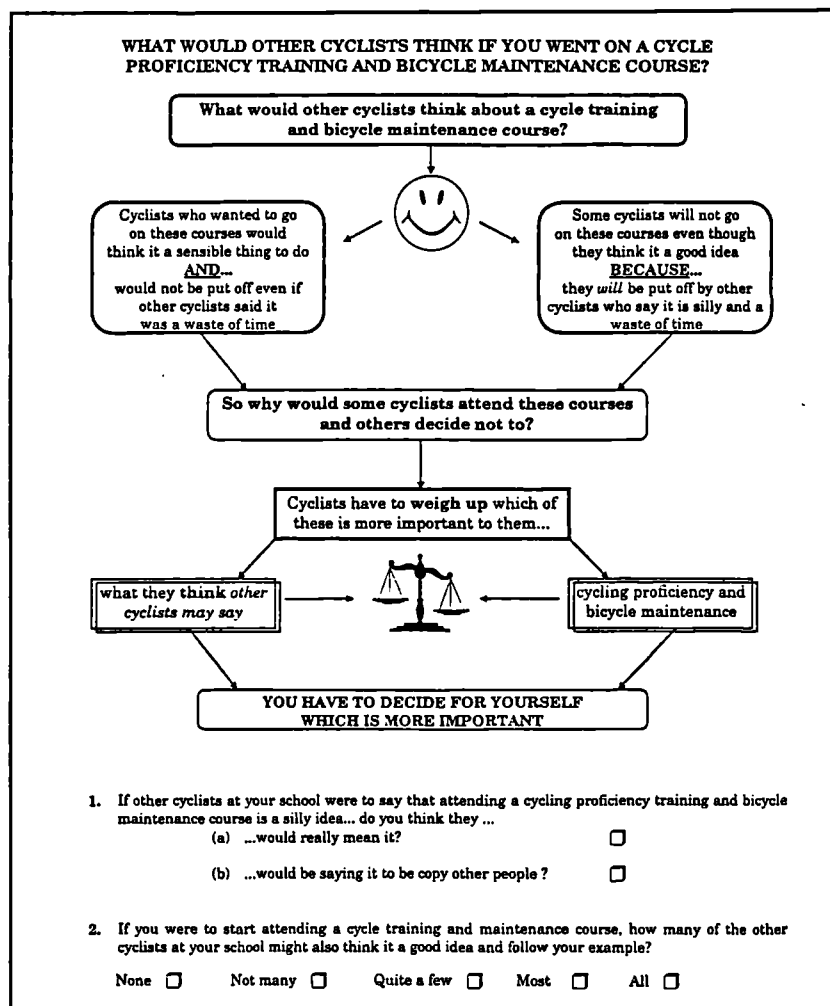 WHAT WOULD OTHER CYCLISTS THINK IF YOU WENT ON A CYCLE
PROFICIENCY TRAINING AND BICYCLE MAINTENANCE COURSE?
What would other cyclists think about a cycle training
and bicycle maintenance course?
Cyclists who wanted to go
on these courses would
think it a sensible thing to do
AND...
would not be put off even if
other cyclists said it
was a waste of time
Some cyclists will not go
on these courses even though
they think it a good idea
BECAUSE...
they will be put off by other
cyclists who say it is silly and a
waste of time
So why would some cyclists attend these courses
and others decide not to?
Cyclists have to weigh up which of
these is more important to them...
what they think other
cyclists may say
cycling proficiency and
bicycle maintenance
YOU HAVE TO DECIDE FOR YOURSELF
WHICH IS MORE IMPORTANT
1. If other cyclists at your school were to say that attending a cycling proficiency training and bicycle
maintenance course is a silly idea... do you think they ...
(a) ...would really mean it?
(b) ...would be saying it to be copy other people ?
2. If you were to start attending a cycle training and maintenance course, how many of the other
cyclists at your school might also think it a good idea and follow your example?
None Not many Quite a few Most All